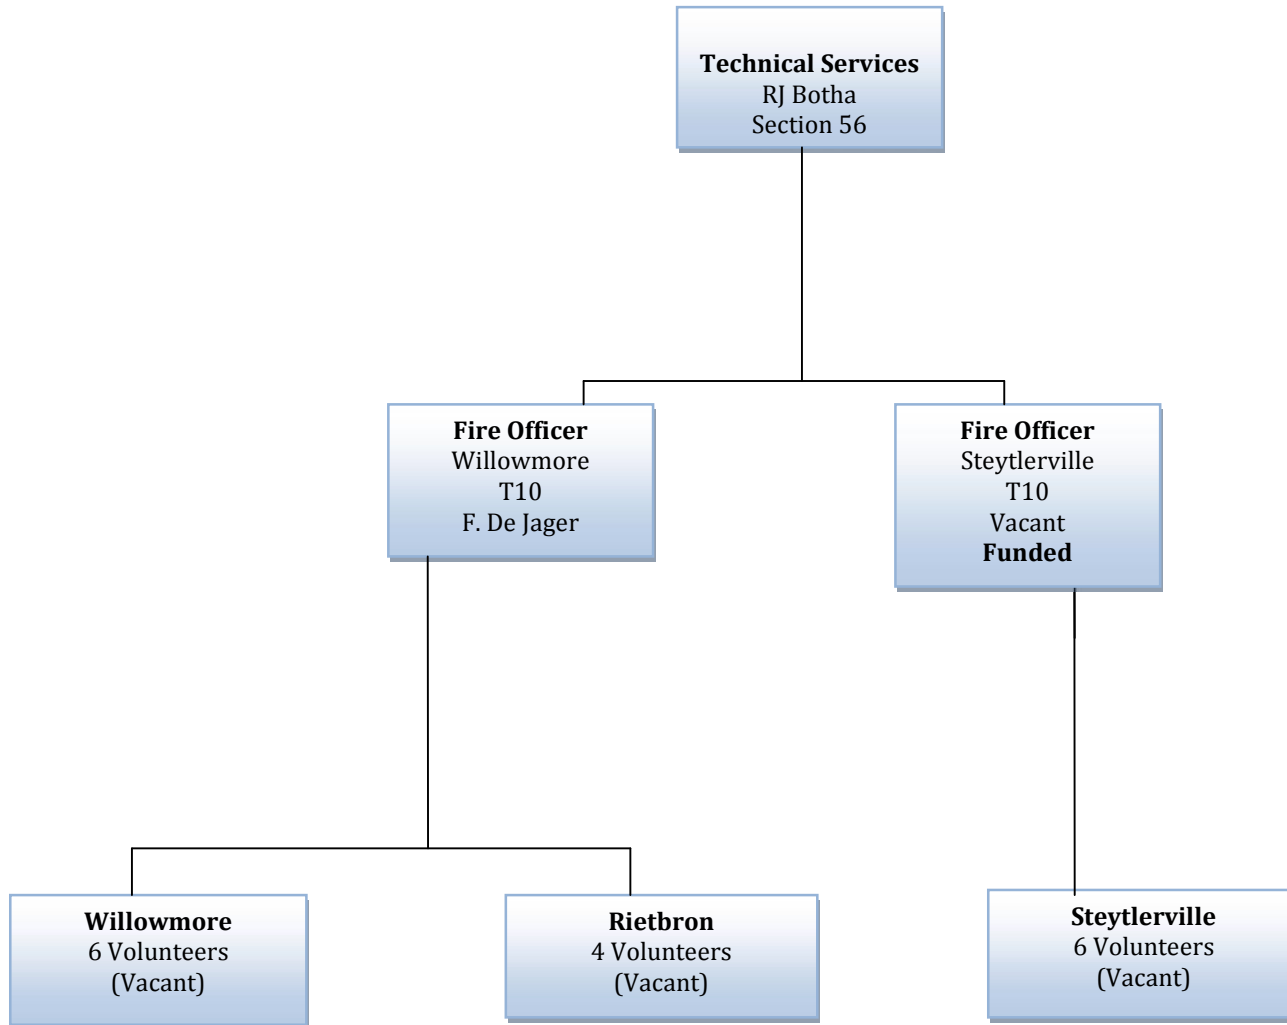 Technical Services
RJ Botha
Section 56
Fire Officer
Willowmore
T10
F. De Jager
Fire Officer
Steytlerville
T10
Vacant
Funded
Willowmore
6 Volunteers
(Vacant)
Rietbron
4 Volunteers
(Vacant)
Steytlerville
6 Volunteers
(Vacant)